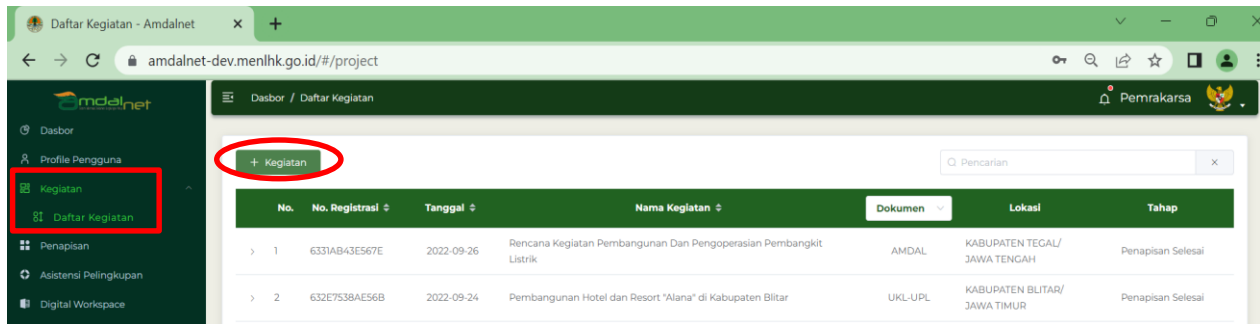 Daftar Kegiatan - Amdalnet
amdalnet-dev.menlhk.go.id/#/project
amdalnet
Dasbor / Daftar Kegiatan
Pemrakarsa
Dasbor
Profile Pengguna
Kegiatan
Daftar Kegiatan
Penapisan
Asistensi Pelingkupan
Digital Workspace
+ Kegiatan
Pencarian
No. No. Registrasi Tanggal Nama Kegiatan Dokumen Lokasi Tahap
1 6331AB43E567E 2022-09-26 Rencana Kegiatan Pembangunan Dan Pengoperasian Pembangkit
Listrik
AMDAL
KABUPATEN TEGAL/
JAWA TENGAH
Penapisan Selesai
2 632E7538AE56B 2022-09-24 Pembangunan Hotel dan Resort "Alana" di Kabupaten Blitar
UKL-UPL
KABUPATEN BLITAR/
JAWA TIMUR
Penapisan Selesai